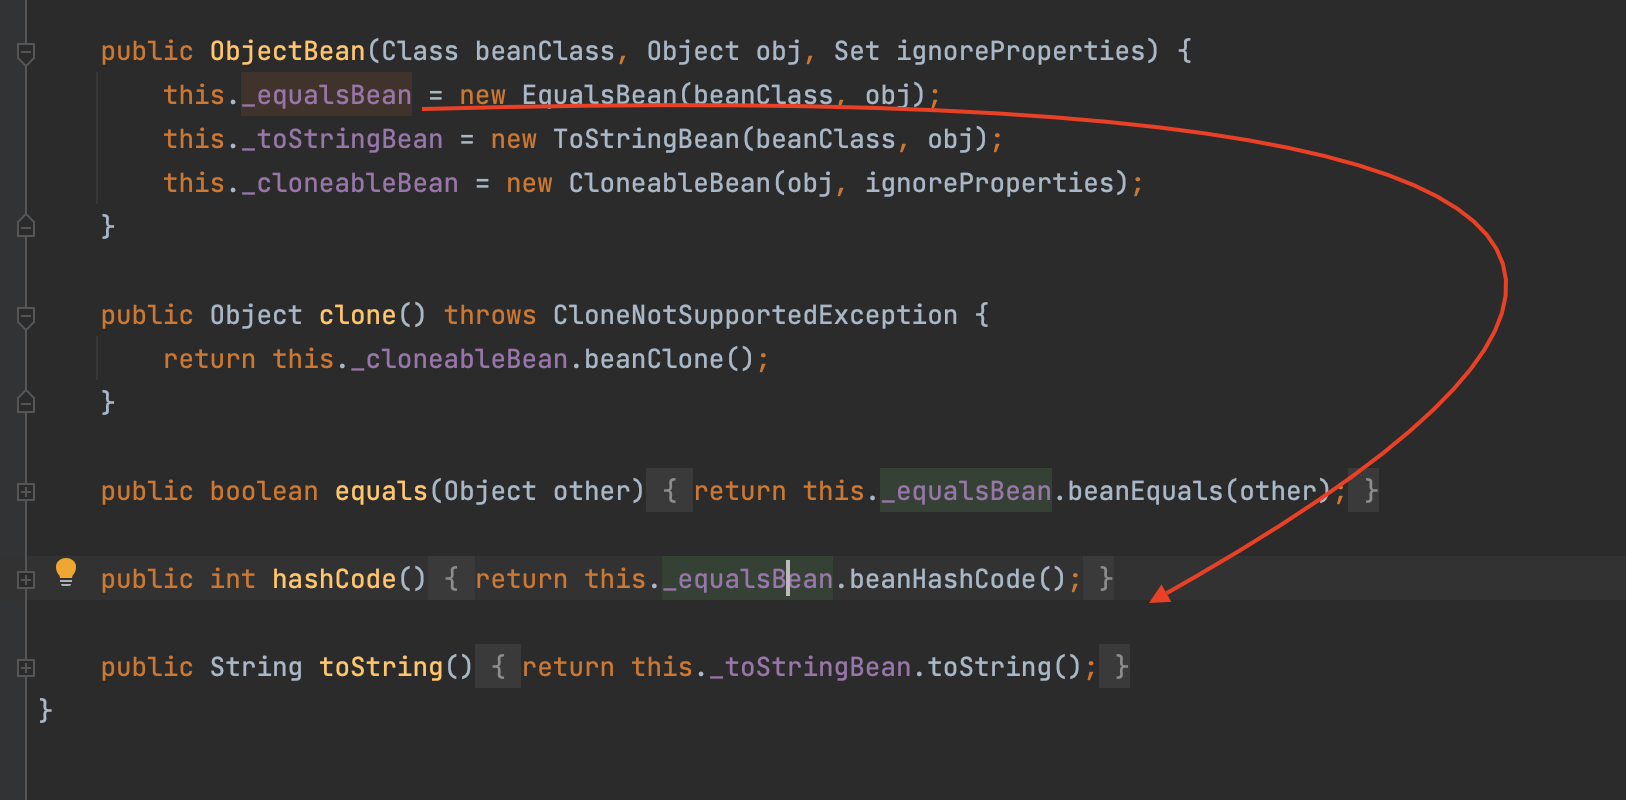 public ObjectBean(Class beanClass, Object obj, Set ignoreProperties) {
this._equalsBean = new EqualsBean(beanClass, obj);
this._toStringBean = new ToStringBean(beanClass, obj);
this._cloneableBean = new CloneableBean(obj, ignoreProperties);
}
public Object clone() throws CloneNotSupportedException {
return this._cloneableBean.beanClone();
}
public boolean equals(Object other) { return this._equalsBean.beanEquals(other); }
public int hashCode() { return this._equalsBean.beanHashCode(); }
public String toString() { return this._toStringBean.toString(); }
}